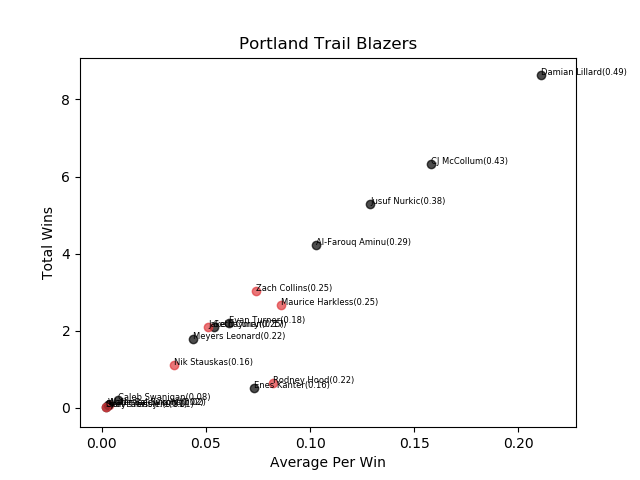 Portland Trail Blazers
Total Wins
8
6
4
2
0
Damian Lillard(0.49)
CJ McCollum(0.43)
Jusuf Nurkic(0.38)
Al-Farouq Aminu(0.29)
Zach Collins(0.25)
Maurice Harkless(0.25)
Evan Turner(0.18)
Meyers Leonard(0.22)
Nik Stauskas(0.16)
Rodney Hood(0.22)
Enes Kanter(0.16)
Caleb Swanigan(0.08)
0.00 0.05 0.10 0.15 0.20
Average Per Win